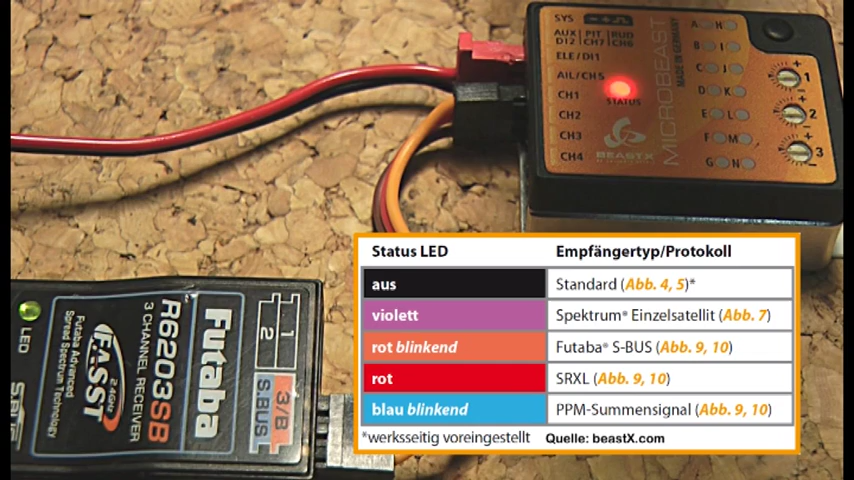 SYS
AUX| PIT |RUD
DI2 |CH7| CH6
ELE/DI1
AIL/CH5
CH1
CH2
CH3
CH4
STATUS
BEASTX
MICROBEAST
MADE IN GERMANY
A H
B I
C J
D K
E L
F M
G N
1
2
3
LED
S.BUS
FASST
2.4GHz
Futaba Advanced
Spread Spectrum Technology
3 CHANNEL RECEIVER
R6203SB
Futaba
1
2
3/B
S.BUS
Status LED Empfängertyp/Protokoll
aus Standard (Abb. 4, 5)*
violett Spektrum® Einzelsatellit (Abb. 7)
rot blinkend Futaba® S-BUS (Abb. 9, 10)
rot SRXL (Abb. 9, 10)
blau blinkend PPM-Summensignal (Abb. 9, 10)
*werksseitig voreingestellt Quelle: beastX.com